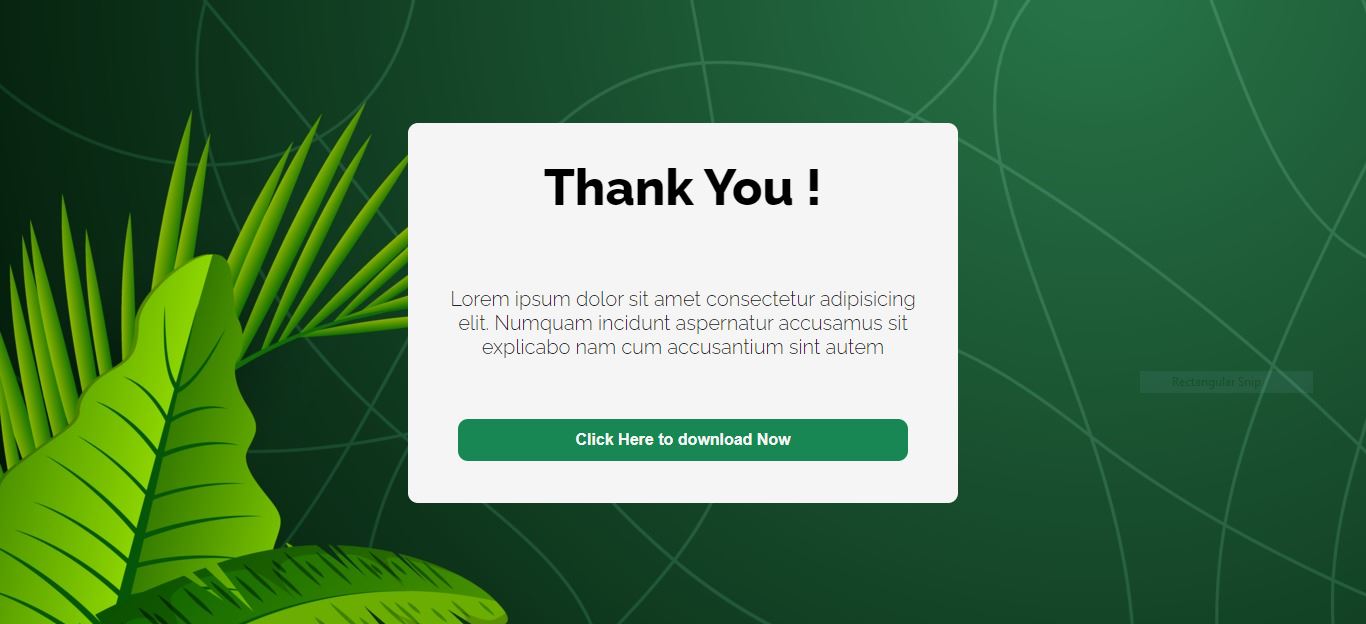 Thank You !
Lorem ipsum dolor sit amet consectetur adipisicing
elit. Numquam incidunt aspernatur accusamus sit
explicabo nam cum accusantium sint autem
Rectangular Snip
Click Here to download Now